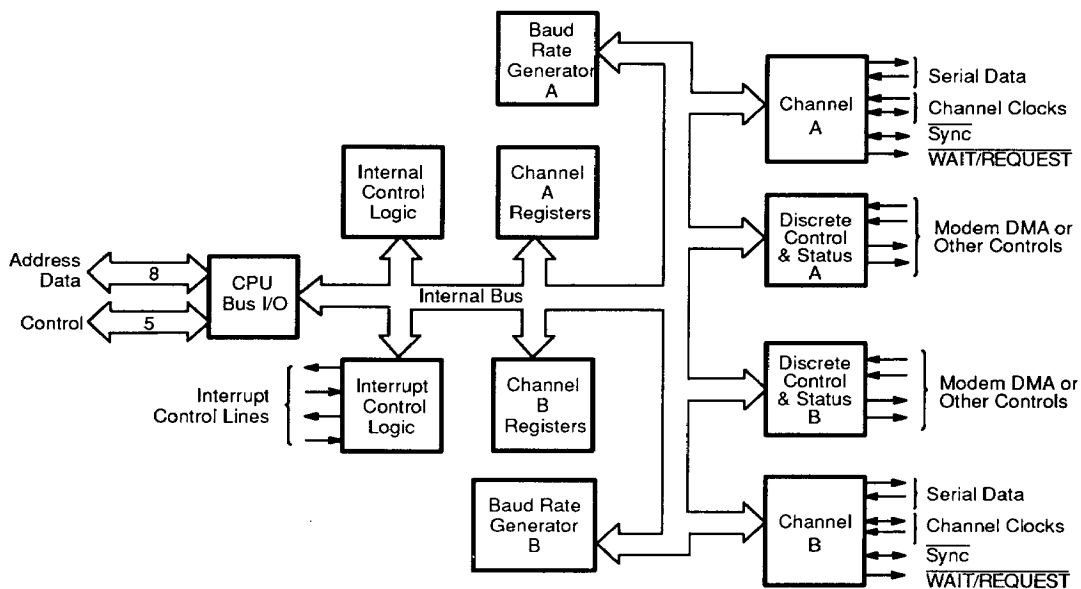 Baud
Rate
Generator
A
Channel
A
Serial Data
Channel Clocks
Sync
WAIT/REQUEST
Internal
Control
Logic
Channel
A
Registers
Discrete
Control
& Status
A
Modem DMA or
Other Controls
Address
Data
8
CPU
Bus I/O
Internal Bus
Control
5
Interrupt
Control Lines
Interrupt
Control
Logic
Channel
B
Registers
Discrete
Control
& Status
B
Modem DMA or
Other Controls
Baud Rate
Generator
B
Channel
B
Serial Data
Channel Clocks
Sync
WAIT/REQUEST